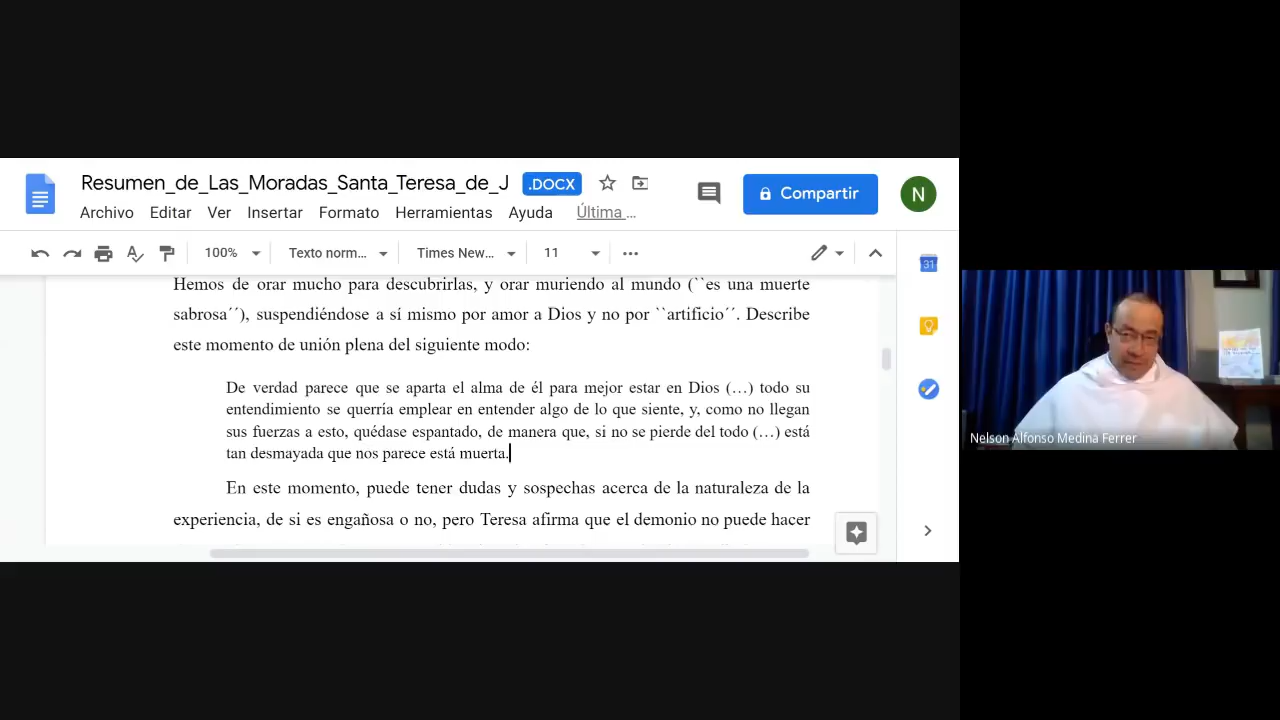 Resumen_de_Las_Moradas_Santa_Teresa_de_J .DOCX
Compartir
N
Archivo Editar Ver Insertar Formato Herramientas Ayuda Última ...
100% Texto norm... Times New... 11
31
Hemos de orar mucho para descubrirlas, y orar muriendo al mundo (``es una muerte
sabrosa´´), suspendiéndose a sí mismo por amor a Dios y no por ``artificio´´. Describe
este momento de unión plena del siguiente modo:
De verdad parece que se aparta el alma de él para mejor estar en Dios (…) todo su
entendimiento se querría emplear en entender algo de lo que siente, y, como no llegan
sus fuerzas a esto, quédase espantado, de manera que, si no se pierde del todo (…) está
tan desmayada que nos parece está muerta.
En este momento, puede tener dudas y sospechas acerca de la naturaleza de la
experiencia, de si es engañosa o no, pero Teresa afirma que el demonio no puede hacer
Nelson Alfonso Medina Ferrer